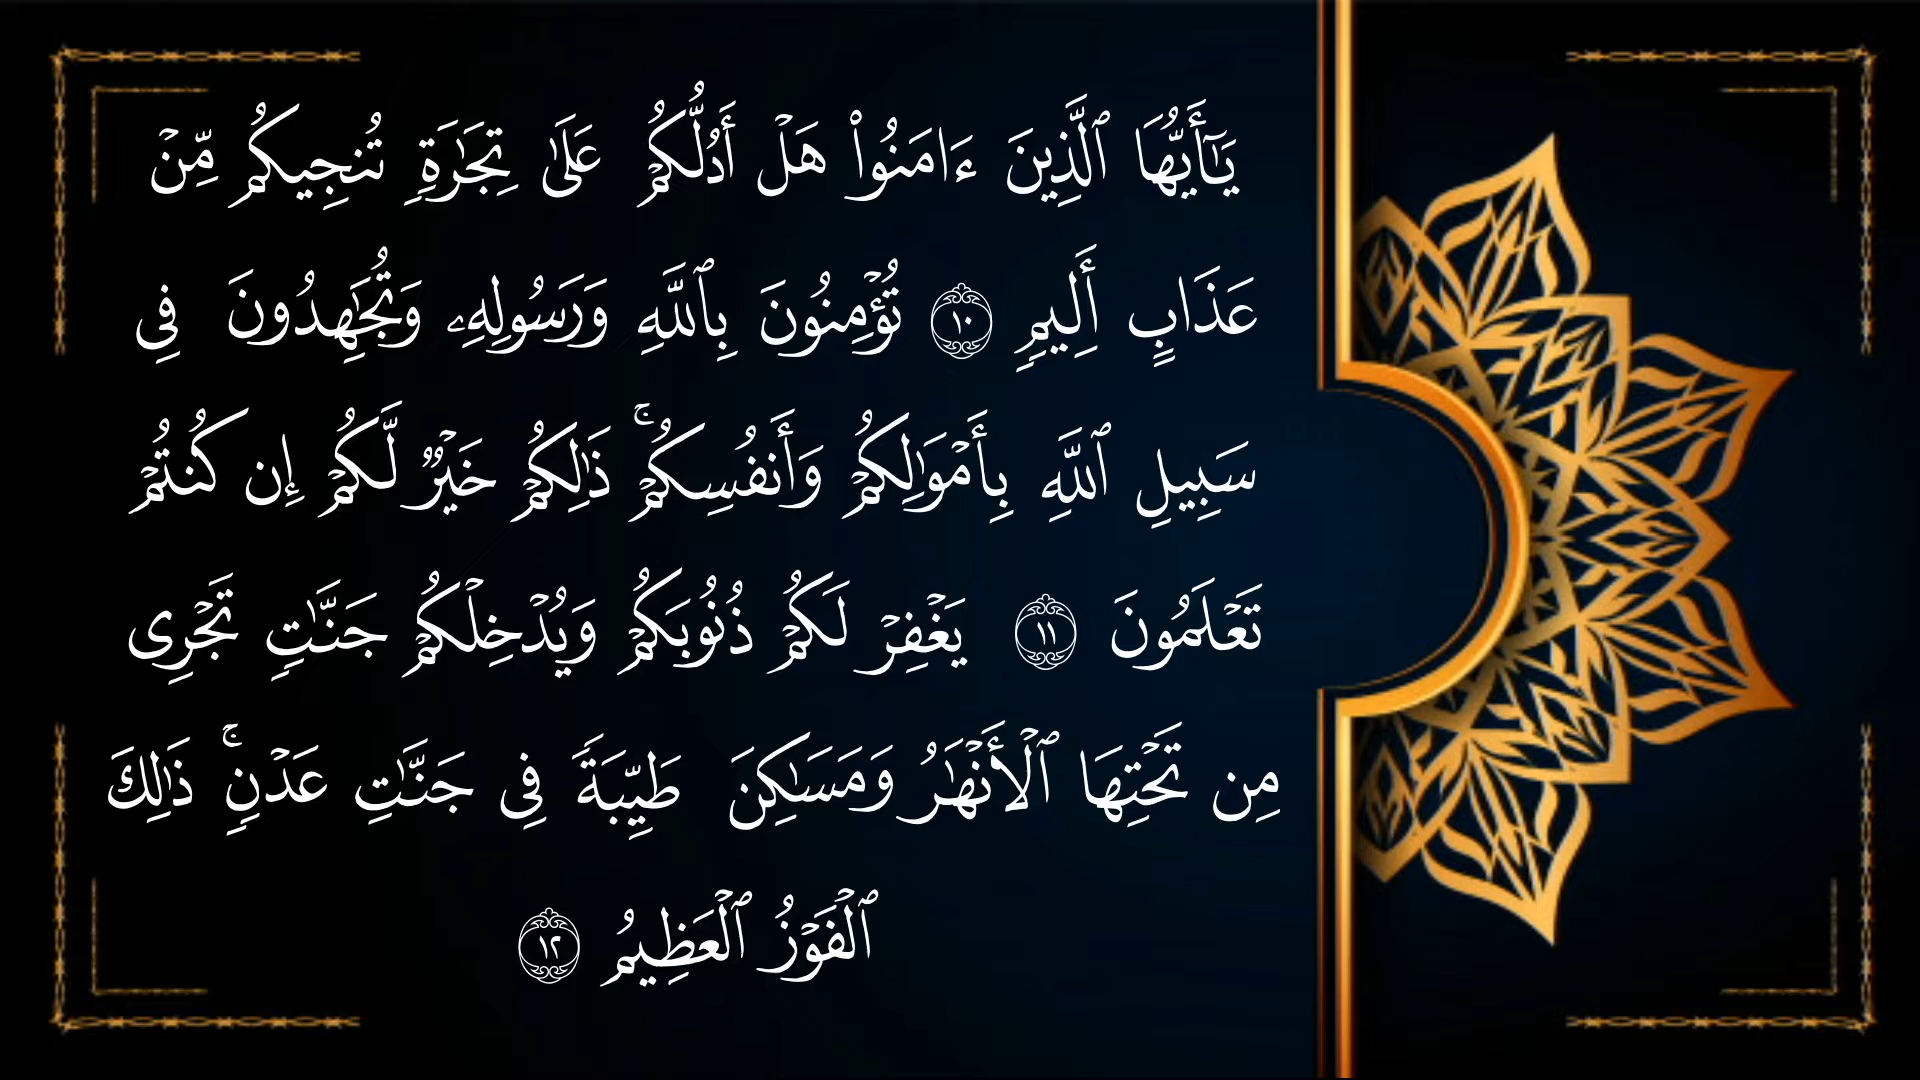 يَـٰٓأَيُّهَا ٱلَّذِينَ ءَامَنُوا۟ هَلْ أَدُلُّكُمْ عَلَىٰ تِجَـٰرَةٍ تُنجِيكُم مِّنْ
عَذَابٍ أَلِيمٍ ١٠ تُؤْمِنُونَ بِٱللَّهِ وَرَسُولِهِۦ وَتُجَـٰهِدُونَ فِى
سَبِيلِ ٱللَّهِ بِأَمْوَٰلِكُمْ وَأَنفُسِكُمْ ۚ ذَٰلِكُمْ خَيْرٌ لَّكُمْ إِن كُنتُمْ
تَعْلَمُونَ ١١ يَغْفِرْ لَكُمْ ذُنُوبَكُمْ وَيُدْخِلْكُمْ جَنَّـٰتٍ تَجْرِى
مِن تَحْتِهَا ٱلْأَنْهَـٰرُ وَمَسَـٰكِنَ طَيِّبَةً فِى جَنَّـٰتِ عَدْنٍ ۚ ذَٰلِكَ
ٱلْفَوْزُ ٱلْعَظِيمُ ١٢